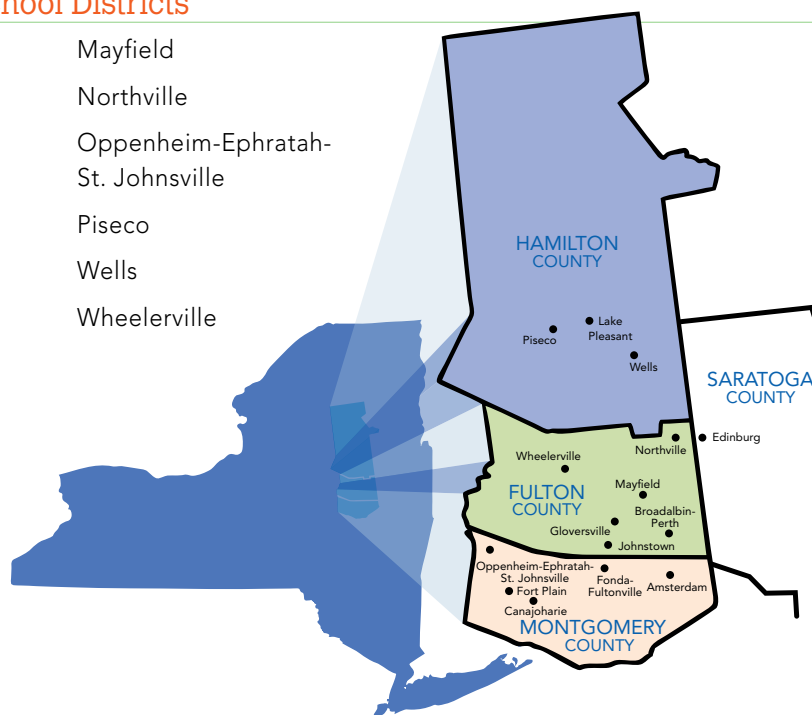 hool Districts
Mayfield
Northville
Oppenheim-Ephratah-
St. Johnsville
Piseco
Wells
Wheelerville
HAMILTON
COUNTY
Lake
Pleasant
Piseco
Wells
SARATOGA
COUNTY
Edinburg
Northville
Wheelerville
Mayfield
FULTON
COUNTY
Broadalbin-
Perth
Gloversville
Johnstown
Oppenheim-Ephratah-
St. Johnsville
Fonda-
Fultonville
Amsterdam
Fort Plain
Canajoharie
MONTGOMERY
COUNTY